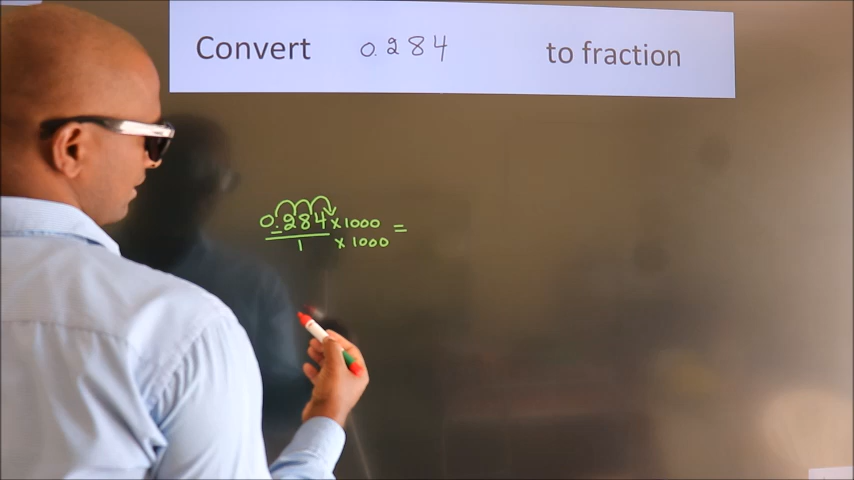 Convert 0.284 to fraction
0.284 x 1000 =
1 x 1000